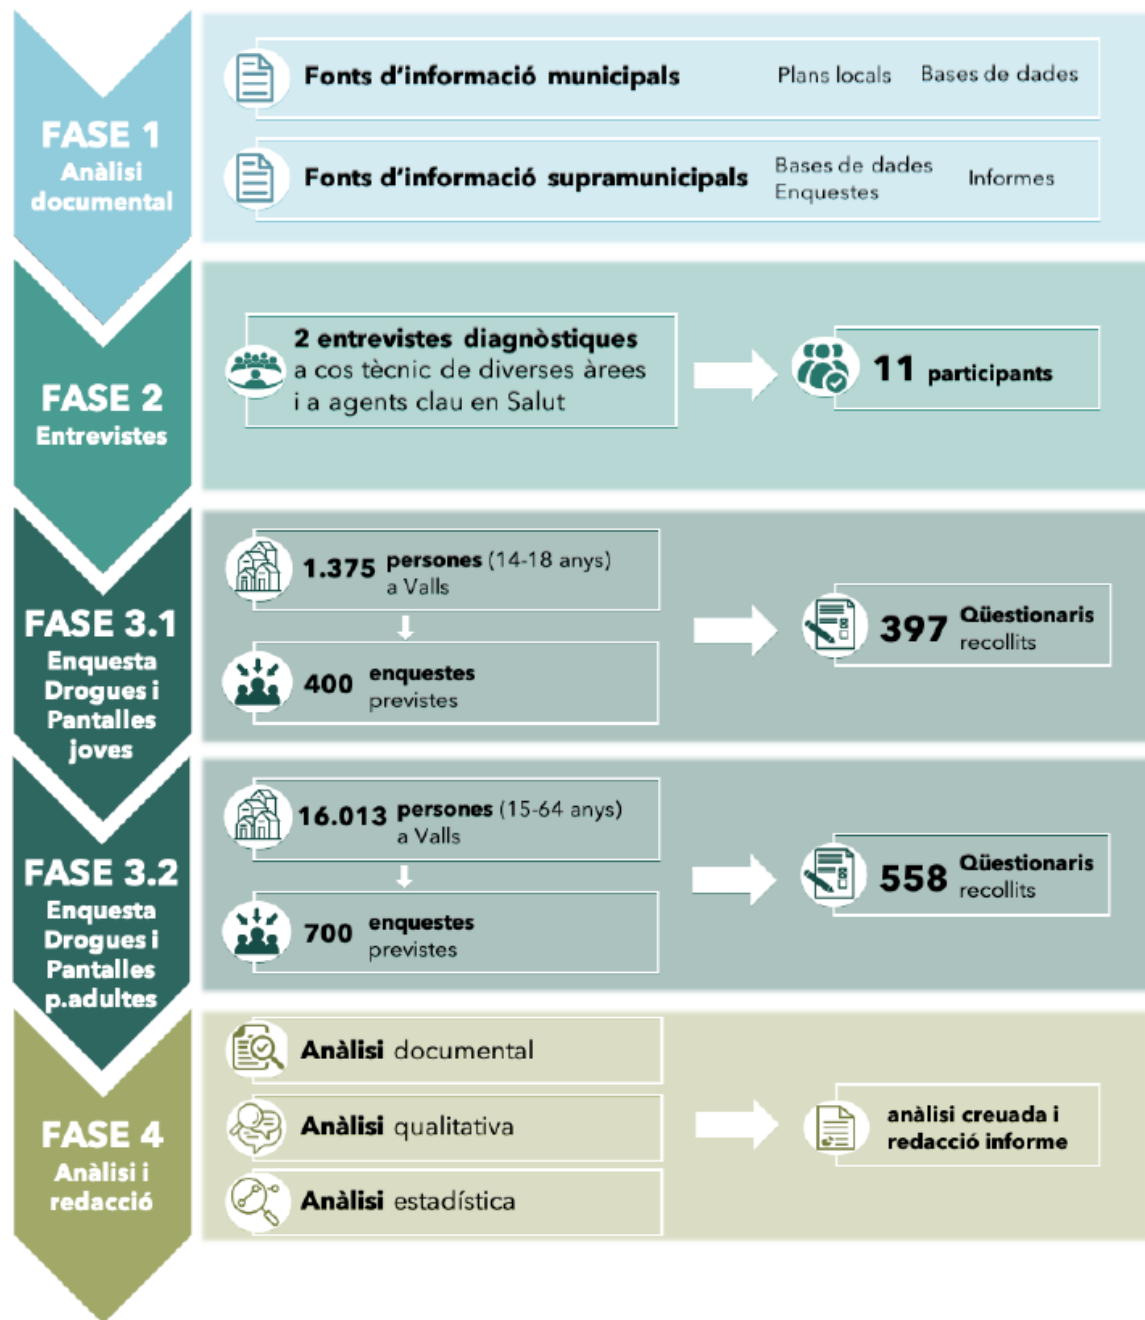 FASE 1
Anàlisi
documental
Fonts d'informació municipals
Plans locals
Bases de dades
Fonts d'informació supramunicipals
Bases de dades
Enquestes
Informes
FASE 2
Entrevistes
2 entrevistes diagnòstiques
a cos tècnic de diverses àrees
i a agents clau en Salut
11 participants
FASE 3.1
Enquesta
Drogues i
Pantalles
joves
1.375 persones (14-18 anys)
a Valls
400 enquestes
previstes
397 Qüestionaris
recollits
FASE 3.2
Enquesta
Drogues i
Pantalles
p.adultes
16.013 persones (15-64 anys)
a Valls
700 enquestes
previstes
558 Qüestionaris
recollits
FASE 4
Anàlisi i
redacció
Anàlisi documental
Anàlisi qualitativa
Anàlisi estadística
anàlisi creuada i
redacció informe